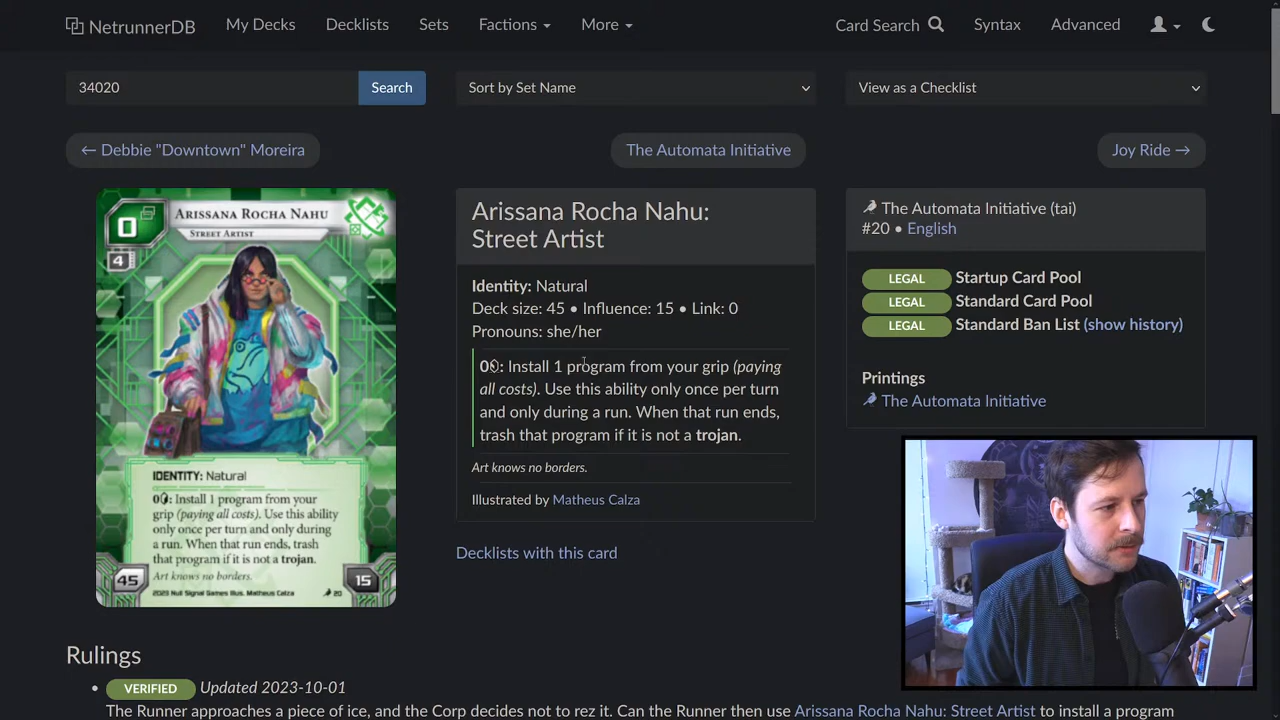 NetrunnerDB My Decks Decklists Sets Factions More Card Search Syntax Advanced
34020 Search Sort by Set Name View as a Checklist
← Debbie "Downtown" Moreira The Automata Initiative Joy Ride →
0
4
ARISSANA ROCHA NAHU
STREET ARTIST
IDENTITY: Natural
0: Install 1 program from your
grip (paying all costs). Use this ability
only once per turn and only during
a run. When that run ends, trash
that program if it is not a trojan.
Art knows no borders.
45
15
2023 Null Signal Games Illus. Matheus Calza
20
Arissana Rocha Nahu:
Street Artist
Identity: Natural
Deck size: 45 • Influence: 15 • Link: 0
Pronouns: she/her
0: Install 1 program from your grip (paying
all costs). Use this ability only once per turn
and only during a run. When that run ends,
trash that program if it is not a trojan.
Art knows no borders.
Illustrated by Matheus Calza
Decklists with this card
The Automata Initiative (tai)
#20 • English
LEGAL Startup Card Pool
LEGAL Standard Card Pool
LEGAL Standard Ban List (show history)
Printings
The Automata Initiative
Rulings
• VERIFIED Updated 2023-10-01
The Runner approaches a piece of ice, and the Corp decides not to rez it. Can the Runner then use Arissana Rocha Nahu: Street Artist to install a program